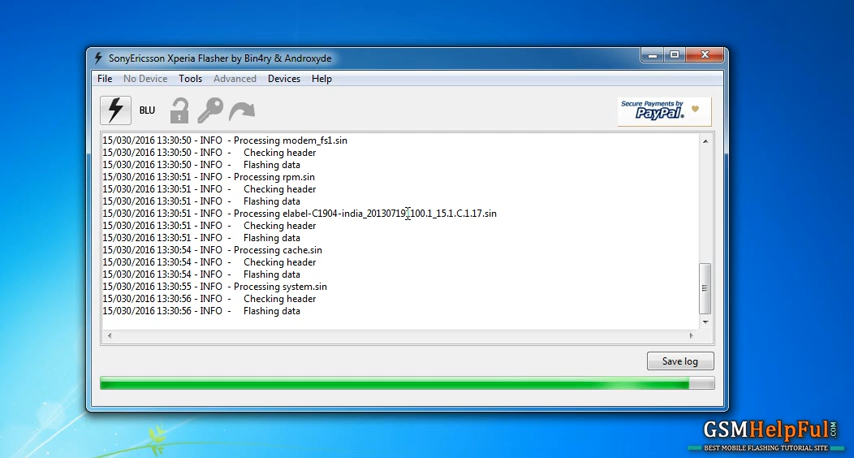 SonyEricsson Xperia Flasher by Bin4ry & Androxyde
File No Device Tools Advanced Devices Help
BLU
Secure Payments by
PayPal.
15/030/2016 13:30:50 - INFO - Processing modem_fs1.sin
15/030/2016 13:30:50 - INFO - Checking header
15/030/2016 13:30:50 - INFO - Flashing data
15/030/2016 13:30:51 - INFO - Processing rpm.sin
15/030/2016 13:30:51 - INFO - Checking header
15/030/2016 13:30:51 - INFO - Flashing data
15/030/2016 13:30:51 - INFO - Processing elabel-C1904-india_20130719_100.1_15.1.C.1.17.sin
15/030/2016 13:30:51 - INFO - Checking header
15/030/2016 13:30:51 - INFO - Flashing data
15/030/2016 13:30:54 - INFO - Processing cache.sin
15/030/2016 13:30:54 - INFO - Checking header
15/030/2016 13:30:54 - INFO - Flashing data
15/030/2016 13:30:55 - INFO - Processing system.sin
15/030/2016 13:30:56 - INFO - Checking header
15/030/2016 13:30:56 - INFO - Flashing data
Save log
GSMHelpFul.com
BEST MOBILE FLASHING TUTORIAL SITE